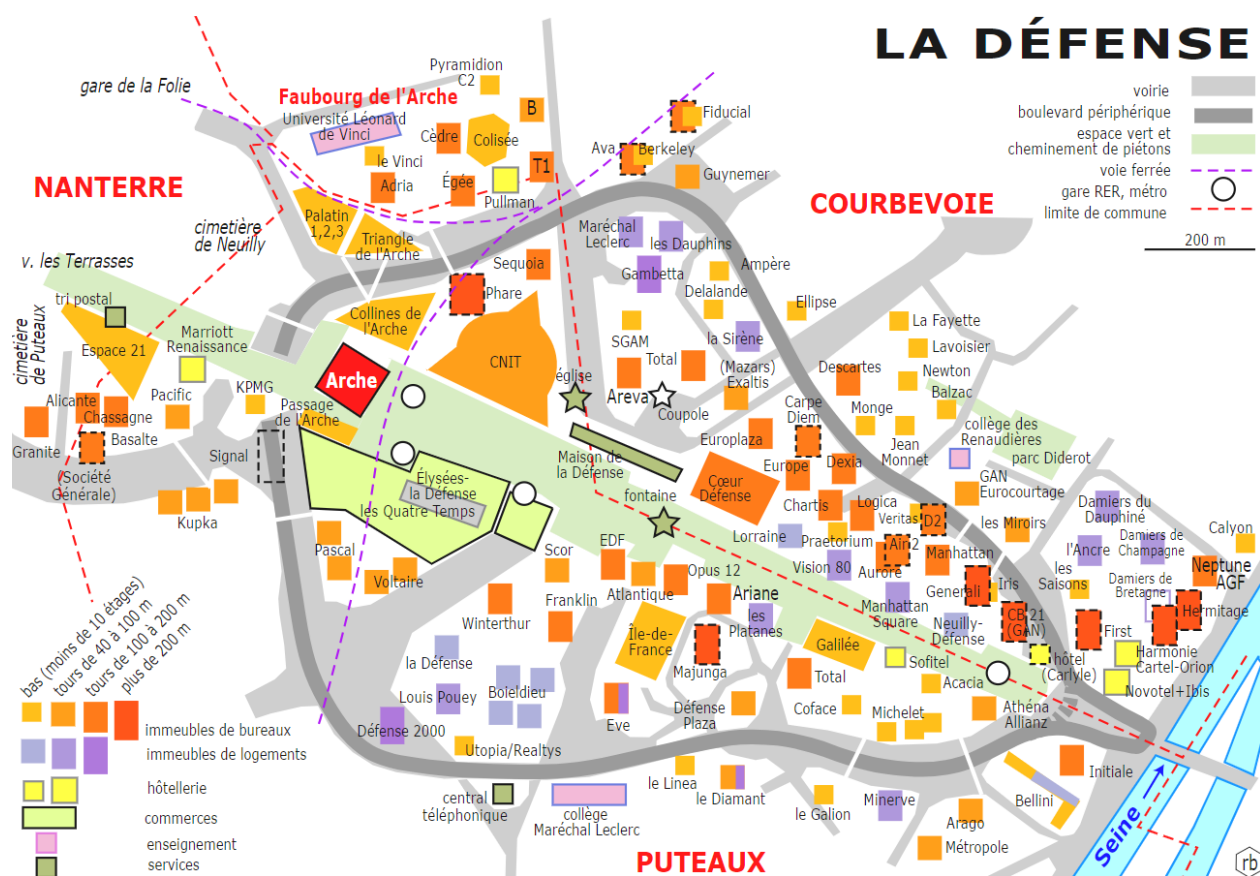 LA DÉFENSE
voirie
boulevard périphérique
espace vert et
cheminement de piétons
voie ferrée
gare RER, métro
limite de commune
200 m
Pyramidion
C2
gare de la Folie
Faubourg de l'Arche
B
Université Léonard
de Vinci
Cèdre
Colisée
Fiducial
le Vinci
Ava
Berkeley
T1
NANTERRE
Adria
Égée
Pullman
Guynemer
COURBEVOIE
Palatin
1,2,3
cimetière
de Neuilly
Triangle
de l'Arche
Maréchal
Leclerc
les Dauphins
v. les Terrasses
Sequoia
Gambetta
Ampère
tri postal
Phare
Delalande
Ellipse
Collines de
l'Arche
cimetière
de Puteaux
Espace 21
Marriott
Renaissance
CNIT
SGAM
Total
la Sirène
La Fayette
Lavoisier
Arche
église
(Mazars)
Exaltis
Descartes
Newton
Balzac
KPMG
Pacific
Alicante
Chassagne
Passage
de l'Arche
Areva
Coupole
Carpe
Diem
Monge
Jean
Monnet
collège des
Renaudières
parc Diderot
Granite
Basalte
(Société
Générale)
Signal
Maison de
la Défense
Europlaza
Europe
Dexia
Élysées-
la Défense
les Quatre Temps
fontaine
Cœur
Défense
Chartis
Logica
GAN
Eurocourtage
Damiers du
Dauphiné
Kupka
Veritas
D2
les Miroirs
Calyon
Pascal
Voltaire
Scor
EDF
Lorraine
Praetorium
Vision 80
Air2
Aurore
Manhattan
l'Ancre
Damiers de
Champagne
Neptune
AGF
Opus 12
Atlantique
Ariane
Generali
Iris
les
Saisons
Damiers de
Bretagne
Winterthur
Franklin
les
Platanes
Manhattan
Square
Neuilly-
Défense
CB 21
(GAN)
First
Hermitage
Île-de-
France
Majunga
Galilée
Sofitel
hôtel
(Carlyle)
Harmonie
Cartel-Orion
Novotel+Ibis
la Défense
Louis Pouey
Boieldieu
Total
Acacia
Défense 2000
Utopia/Realtys
Eve
Défense
Plaza
Coface
Michelet
Athéna
Allianz
bas (moins de 10 étages)
tours de 40 à 100 m
tours de 100 à 200 m
plus de 200 m
immeubles de bureaux
immeubles de logements
hôtellerie
commerces
enseignement
services
central
téléphonique
collège
Maréchal Leclerc
le Linea
le Diamant
le Galion
Minerve
Arago
Métropole
Bellini
Initiale
Seine →
PUTEAUX
rb